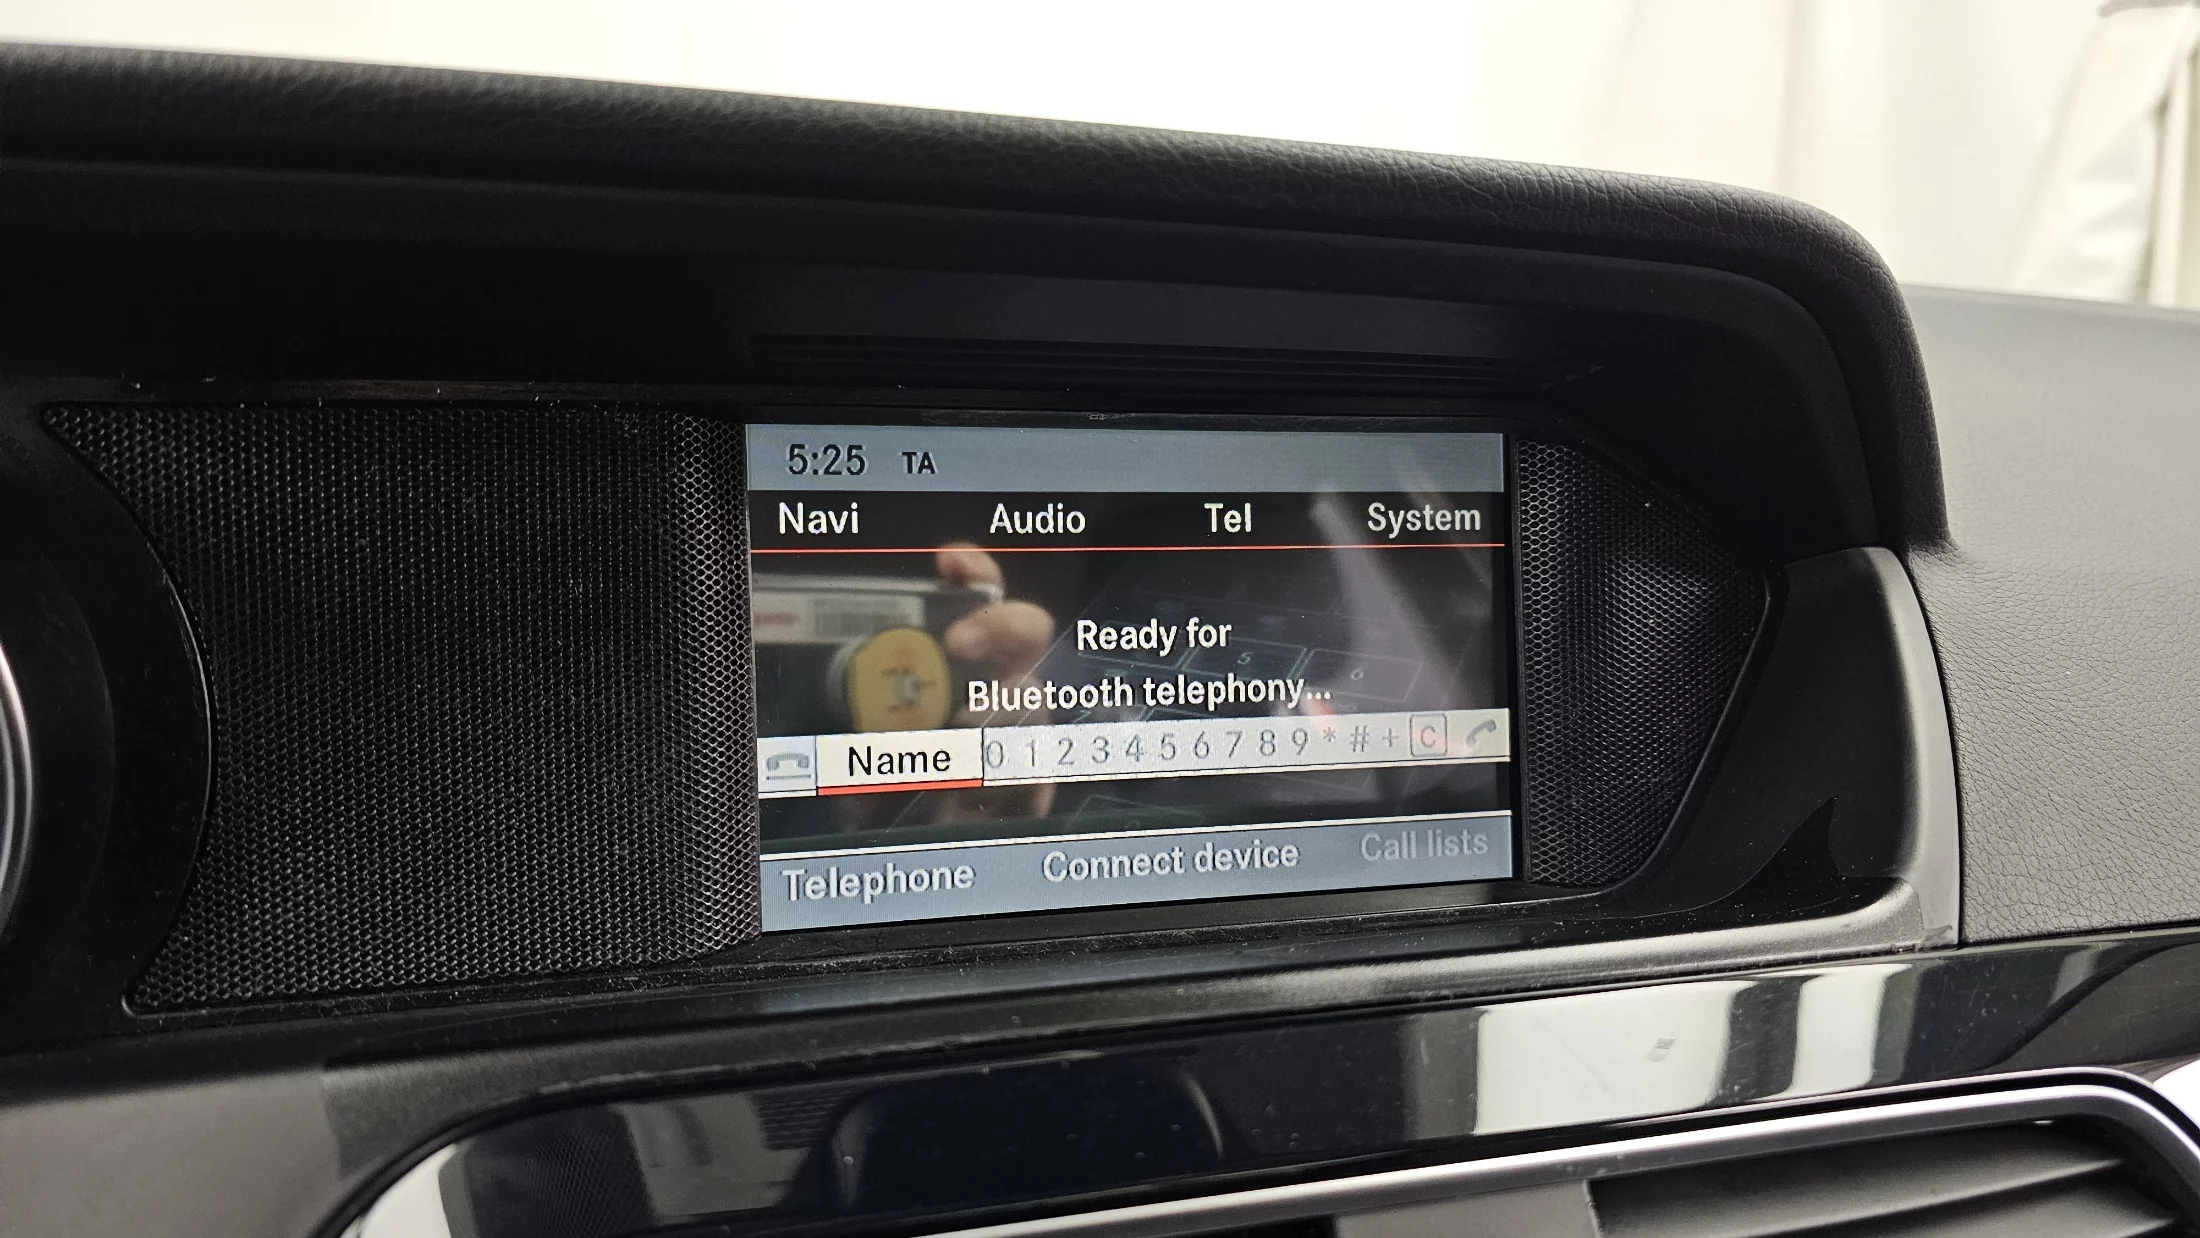 5:25 TA
Navi Audio Tel System
Ready for
Bluetooth telephony...
Name 0 1 2 3 4 5 6 7 8 9 * # + C
Telephone Connect device Call lists